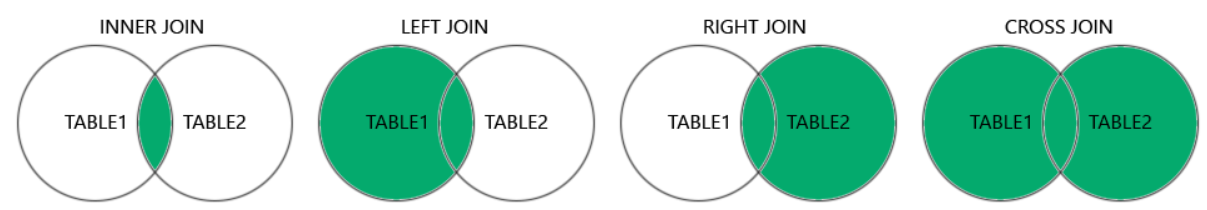 INNER JOIN
LEFT JOIN
RIGHT JOIN
CROSS JOIN
TABLE1
TABLE2
TABLE1
TABLE2
TABLE1
TABLE2
TABLE1
TABLE2